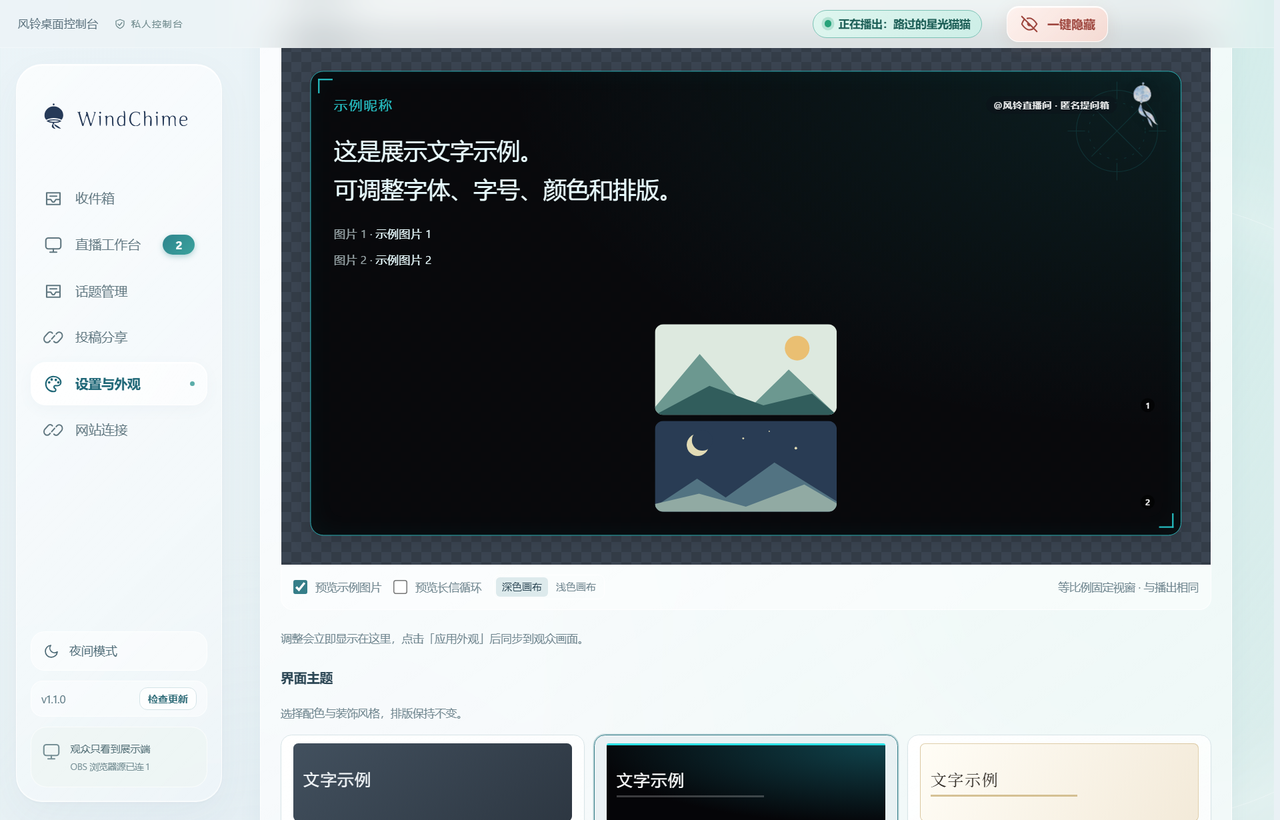 风铃桌面控制台
私人控制台
正在播出：路过的星光猫猫
一键隐藏
WindChime
收件箱
直播工作台
2
话题管理
投稿分享
设置与外观
网站连接
夜间模式
v1.1.0
检查更新
观众只看到展示端
OBS 浏览器源已连 1
示例昵称
@风铃直播间 · 匿名提问箱
这是展示文字示例。
可调整字体、字号、颜色和排版。
图片 1 · 示例图片 1
图片 2 · 示例图片 2
1
2
预览示例图片
预览长信循环
深色画布
浅色画布
等比例固定视窗 · 与播出相同
调整会立即显示在这里，点击「应用外观」后同步到观众画面。
界面主题
选择配色与装饰风格，排版保持不变。
文字示例
文字示例
文字示例